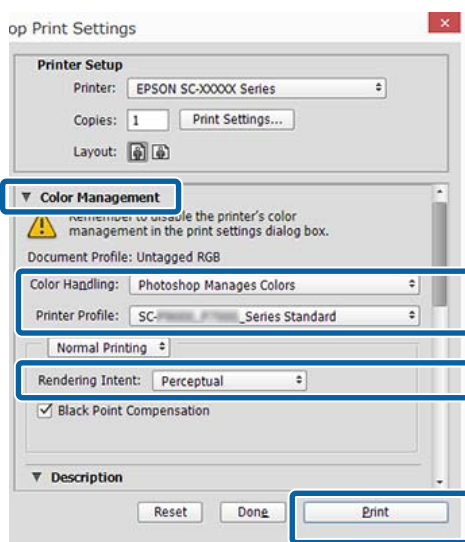 op Print Settings
Printer Setup
Printer: EPSON SC-XXXXX Series
Copies: 1 Print Settings...
Layout:
Color Management
Remember to disable the printer's color
management in the print settings dialog box.
Document Profile: Untagged RGB
Color Handling: Photoshop Manages Colors
Printer Profile: SC- _Series Standard
Normal Printing
Rendering Intent: Perceptual
Black Point Compensation
Description
Reset Done Print